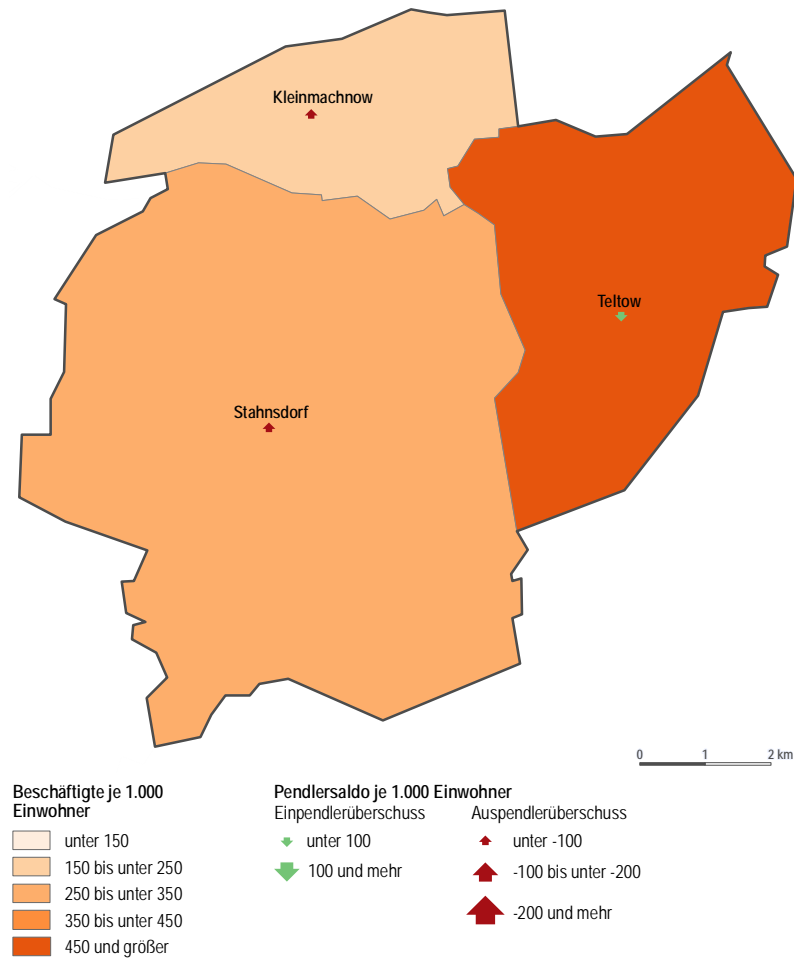 Kleinmachnow
Teltow
Stahnsdorf
0 1 2 km
Beschäftigte je 1.000
Einwohner
unter 150
150 bis unter 250
250 bis unter 350
350 bis unter 450
450 und größer
Pendlersaldo je 1.000 Einwohner
Einpendlerüberschuss
unter 100
100 und mehr
Auspendlerüberschuss
unter -100
-100 bis unter -200
-200 und mehr